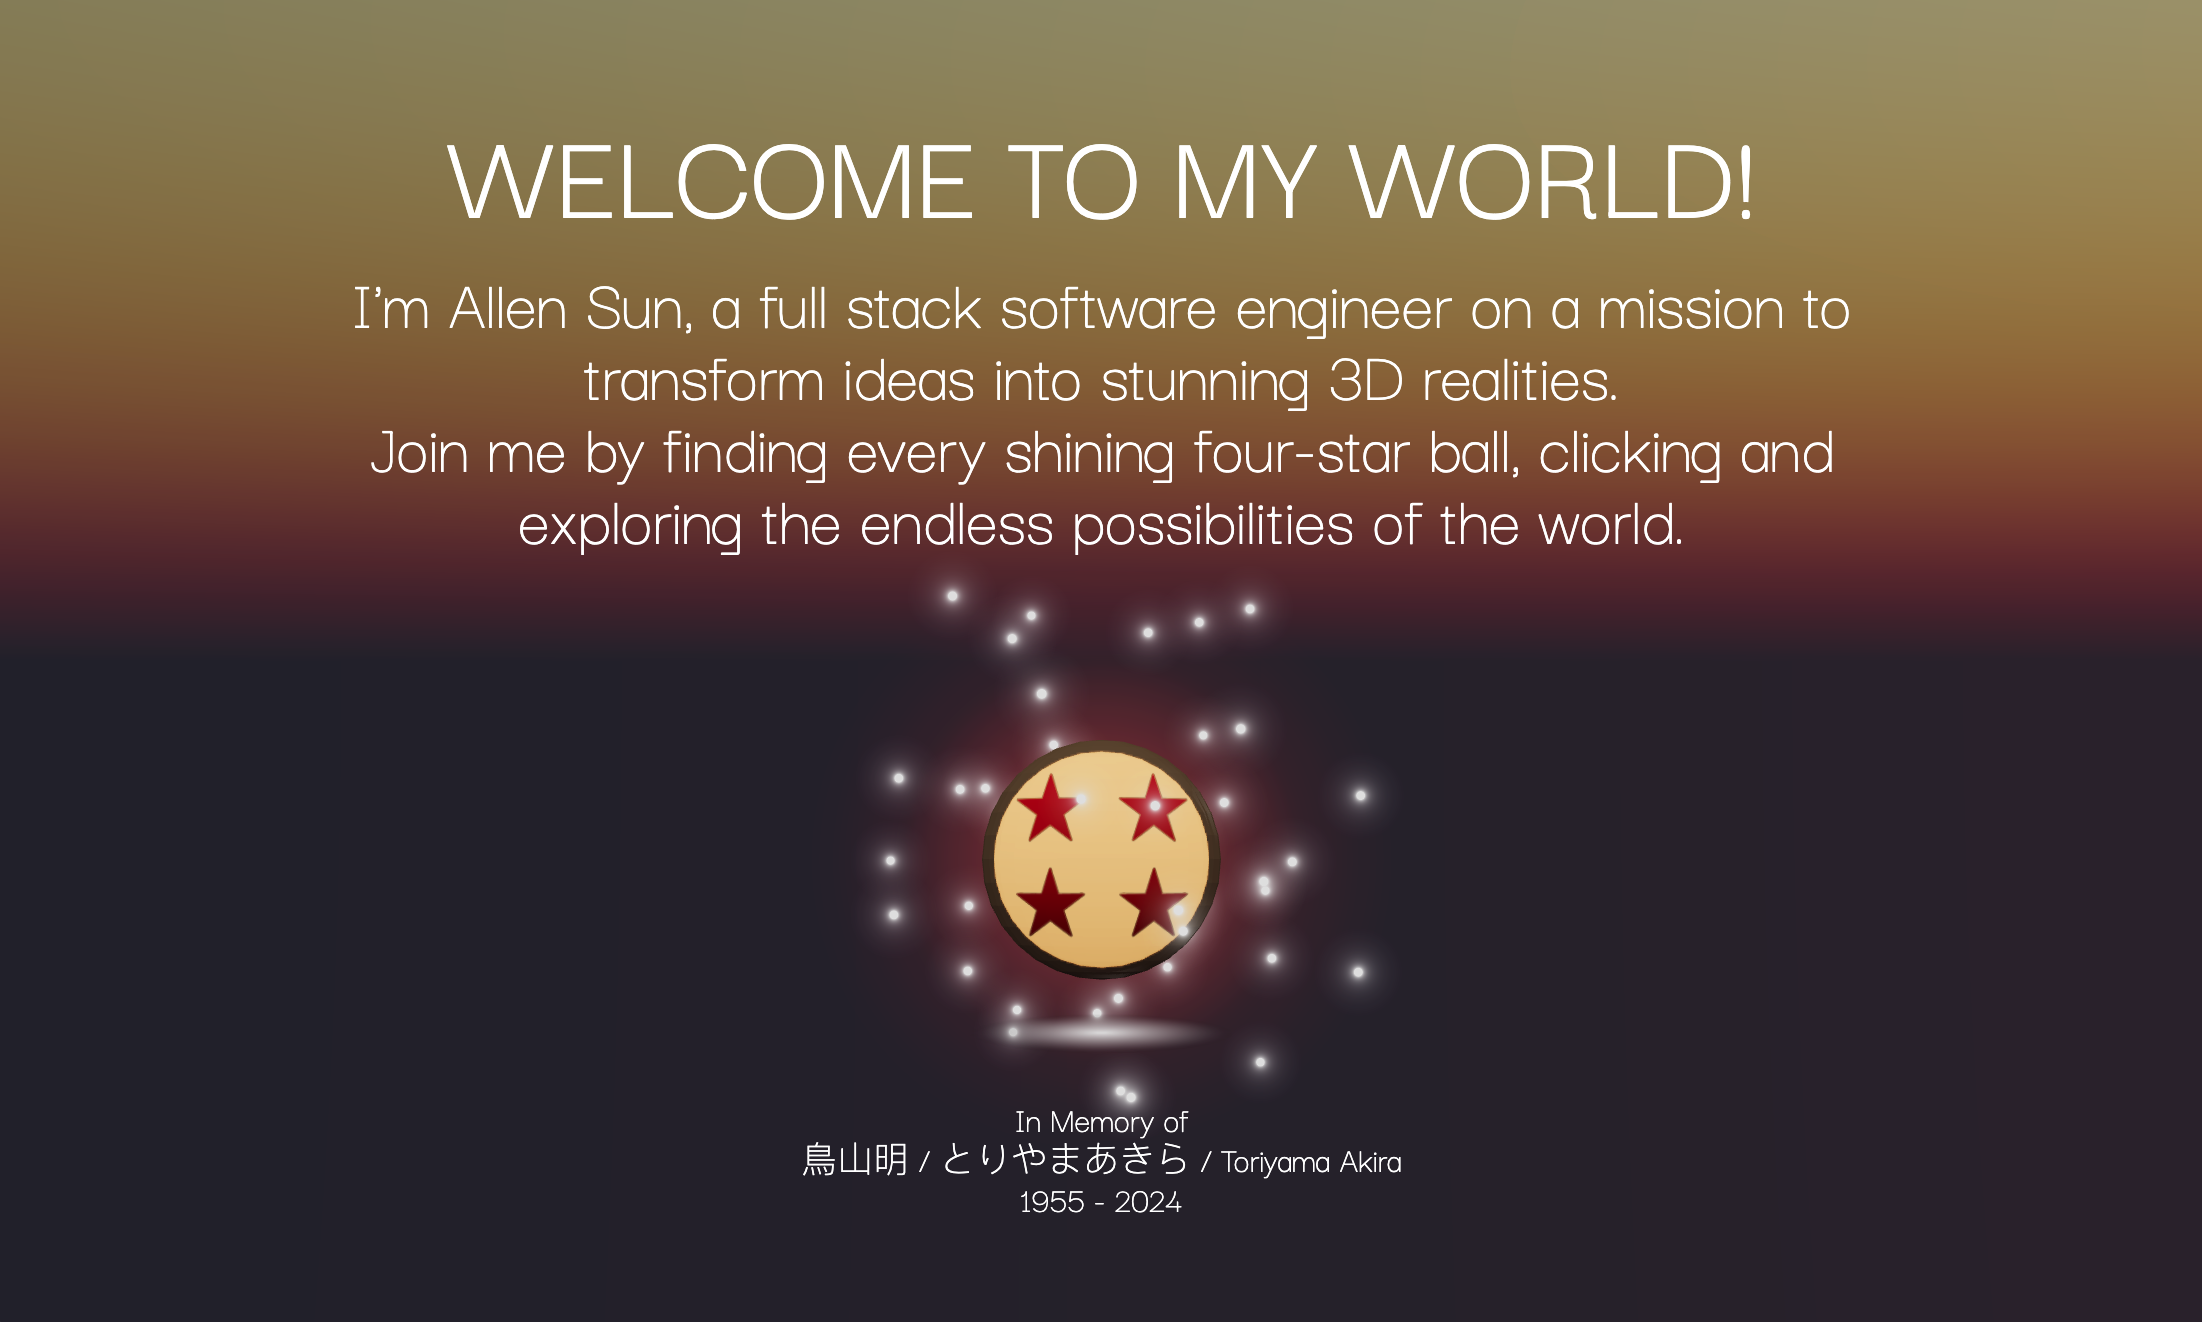 WELCOME TO MY WORLD!
I'm Allen Sun, a full stack software engineer on a mission to
transform ideas into stunning 3D realities.
Join me by finding every shining four-star ball, clicking and
exploring the endless possibilities of the world.
In Memory of
鳥山明 / とりやまあきら / Toriyama Akira
1955 - 2024